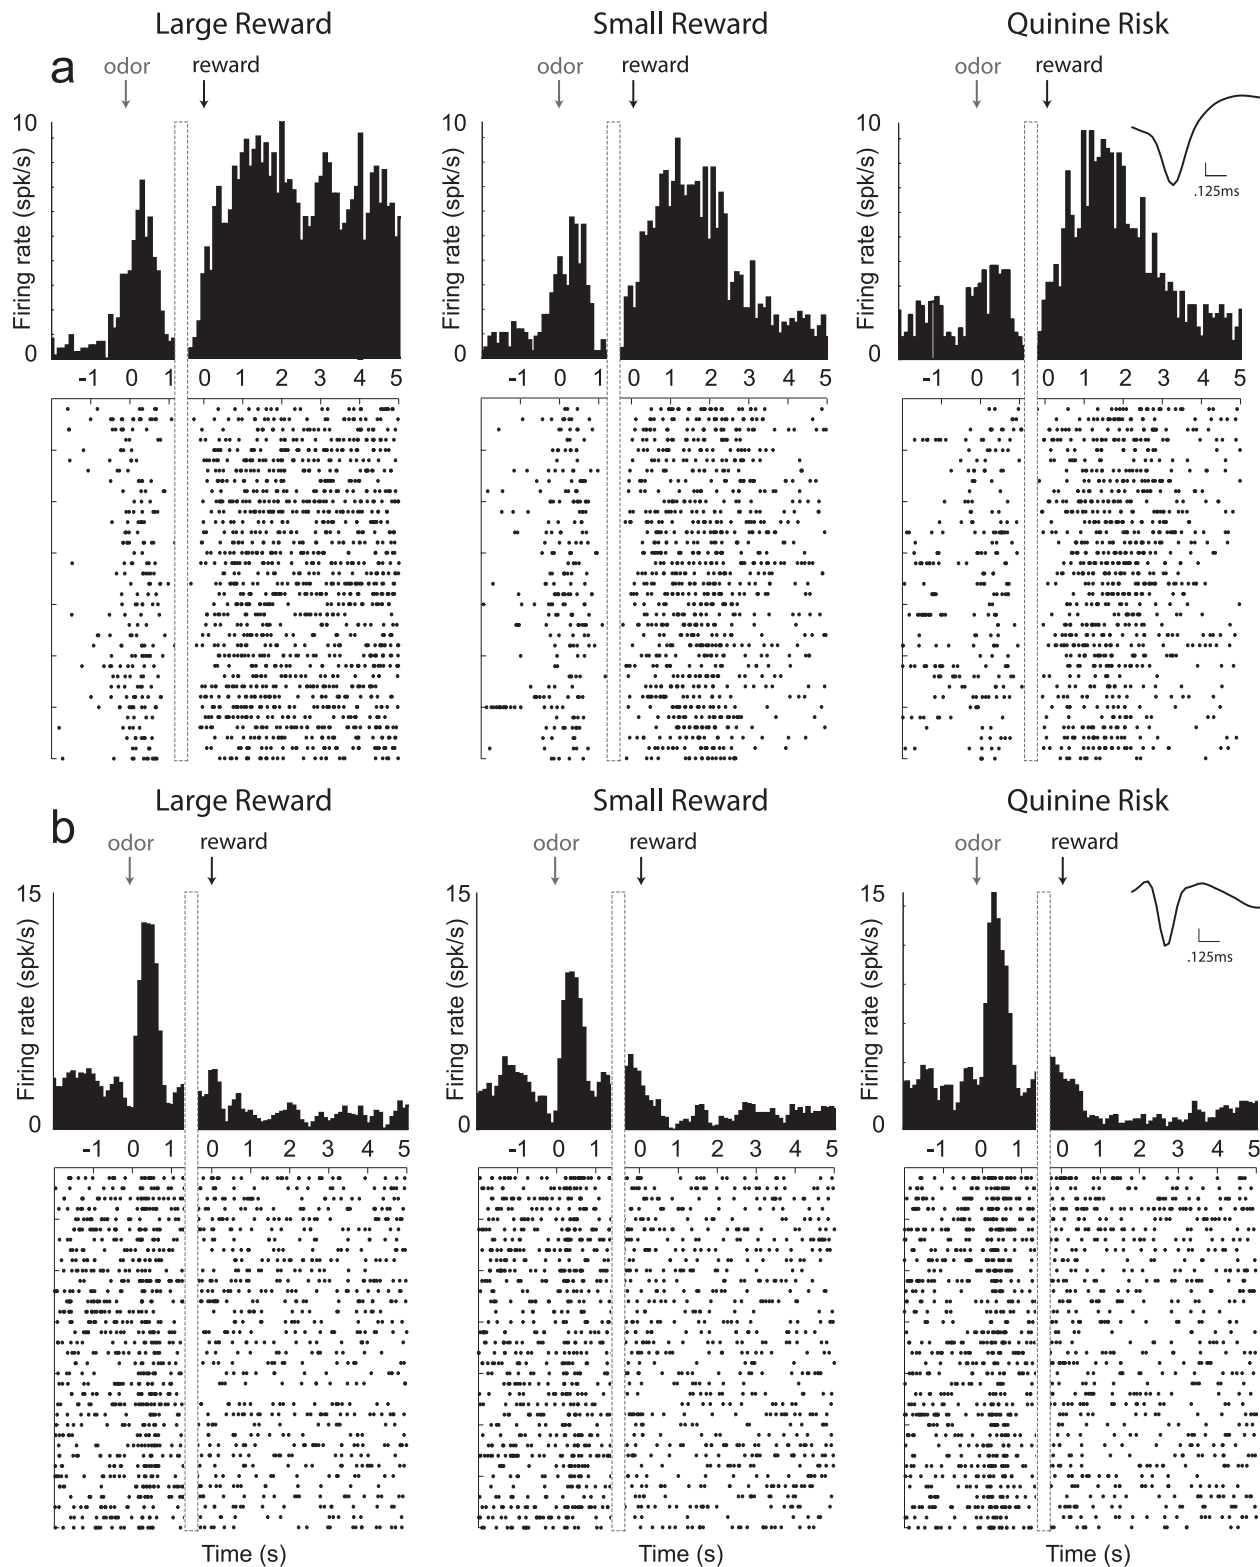 Large Reward Small Reward Quinine Risk
a
odor reward odor reward odor reward
10 10 10
Firing rate (spk/s) Firing rate (spk/s) Firing rate (spk/s)
.125ms
0 0 0
-1 0 1 0 1 2 3 4 5 -1 0 1 0 1 2 3 4 5 -1 0 1 0 1 2 3 4 5
Large Reward Small Reward Quinine Risk
b
odor reward odor reward odor reward
15 15 15
Firing rate (spk/s) Firing rate (spk/s) Firing rate (spk/s)
.125ms
0 0 0
-1 0 1 0 1 2 3 4 5 -1 0 1 0 1 2 3 4 5 -1 0 1 0 1 2 3 4 5
Time (s) Time (s) Time (s)